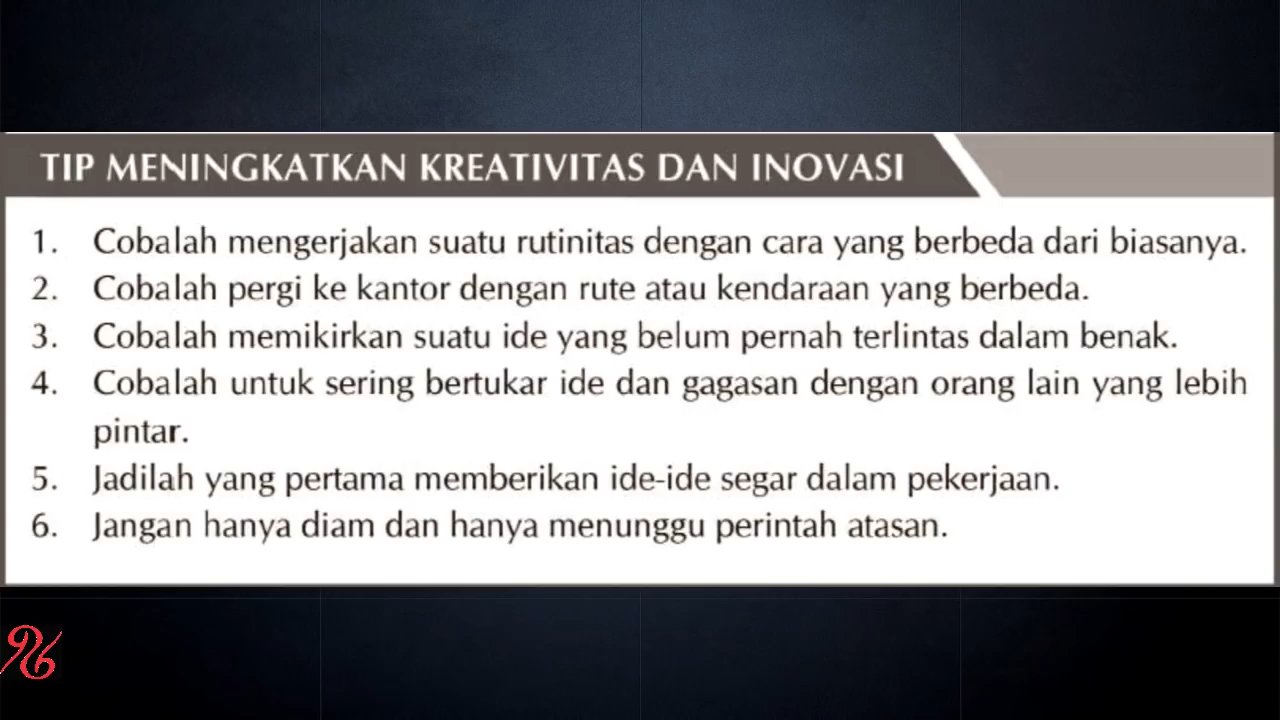 TIP MENINGKATKAN KREATIVITAS DAN INOVASI
1. Cobalah mengerjakan suatu rutinitas dengan cara yang berbeda dari biasanya.
2. Cobalah pergi ke kantor dengan rute atau kendaraan yang berbeda.
3. Cobalah memikirkan suatu ide yang belum pernah terlintas dalam benak.
4. Cobalah untuk sering bertukar ide dan gagasan dengan orang lain yang lebih
pintar.
5. Jadilah yang pertama memberikan ide-ide segar dalam pekerjaan.
6. Jangan hanya diam dan hanya menunggu perintah atasan.